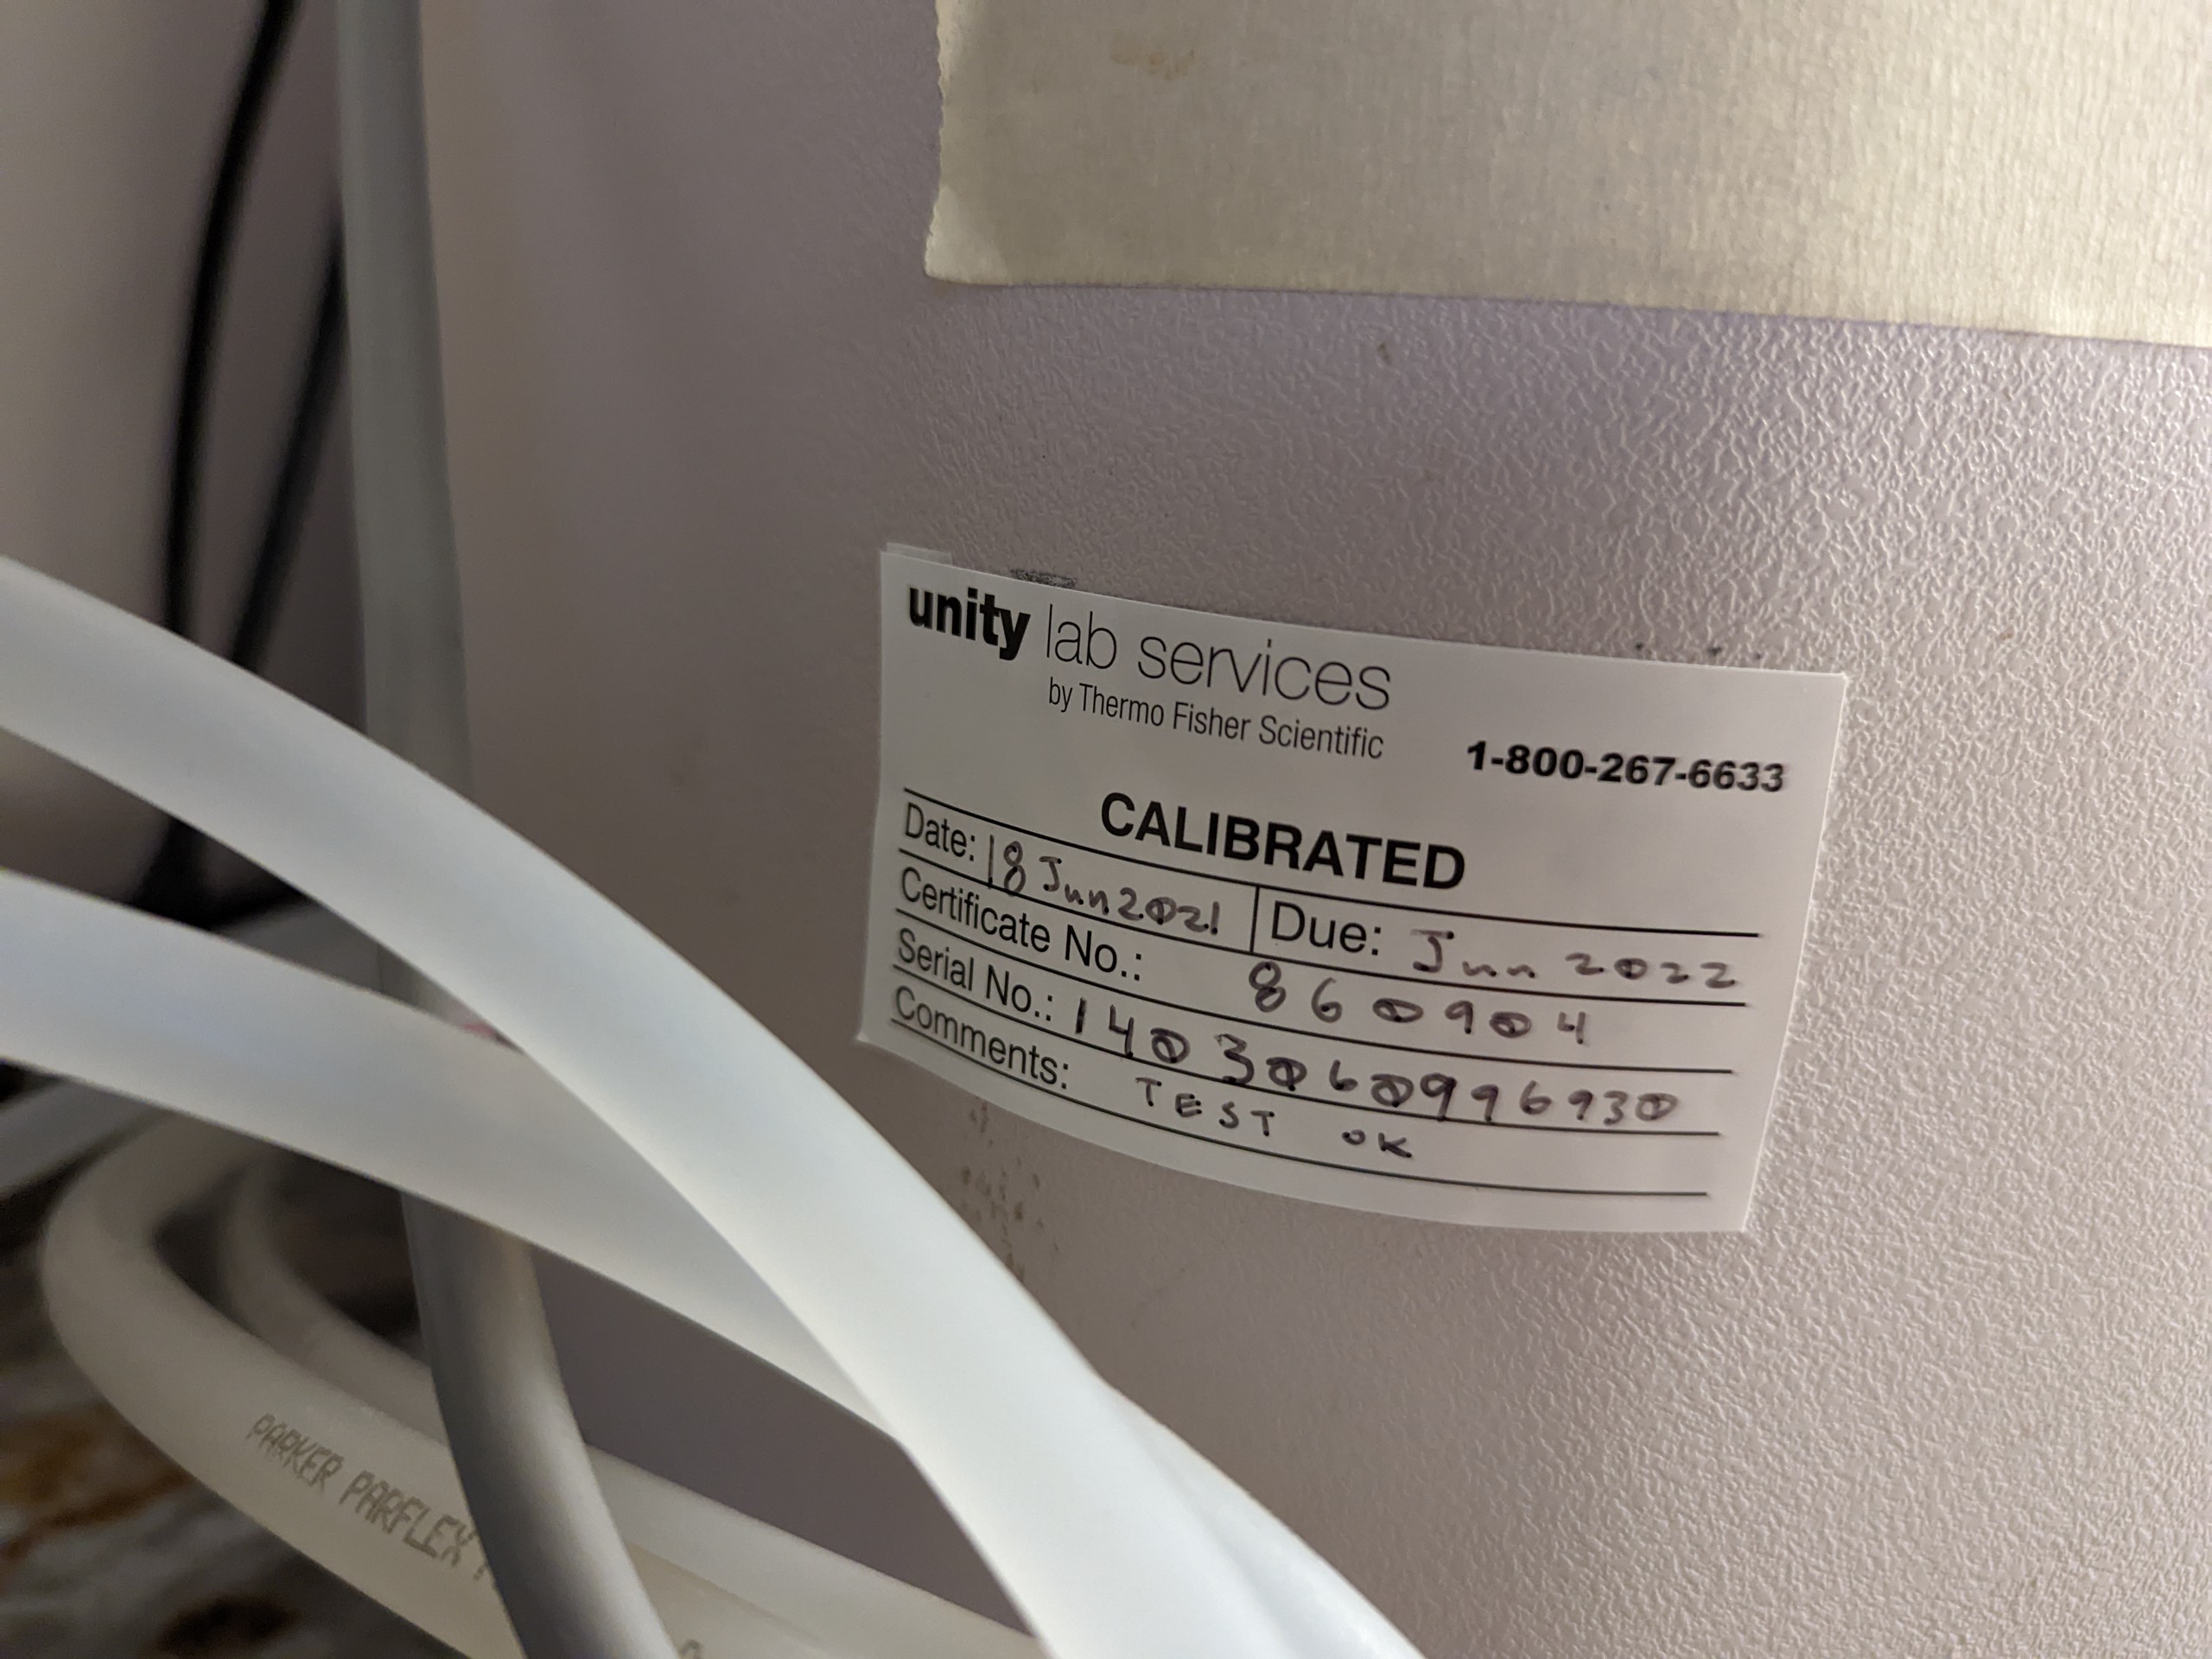 unity lab services
by Thermo Fisher Scientific
1-800-267-6633
CALIBRATED
Date: 18 Jun 2021 Due: Jun 2022
Certificate No.: 860904
Serial No.: 1403060996930
Comments: TEST OK
PARKER PARFLEX